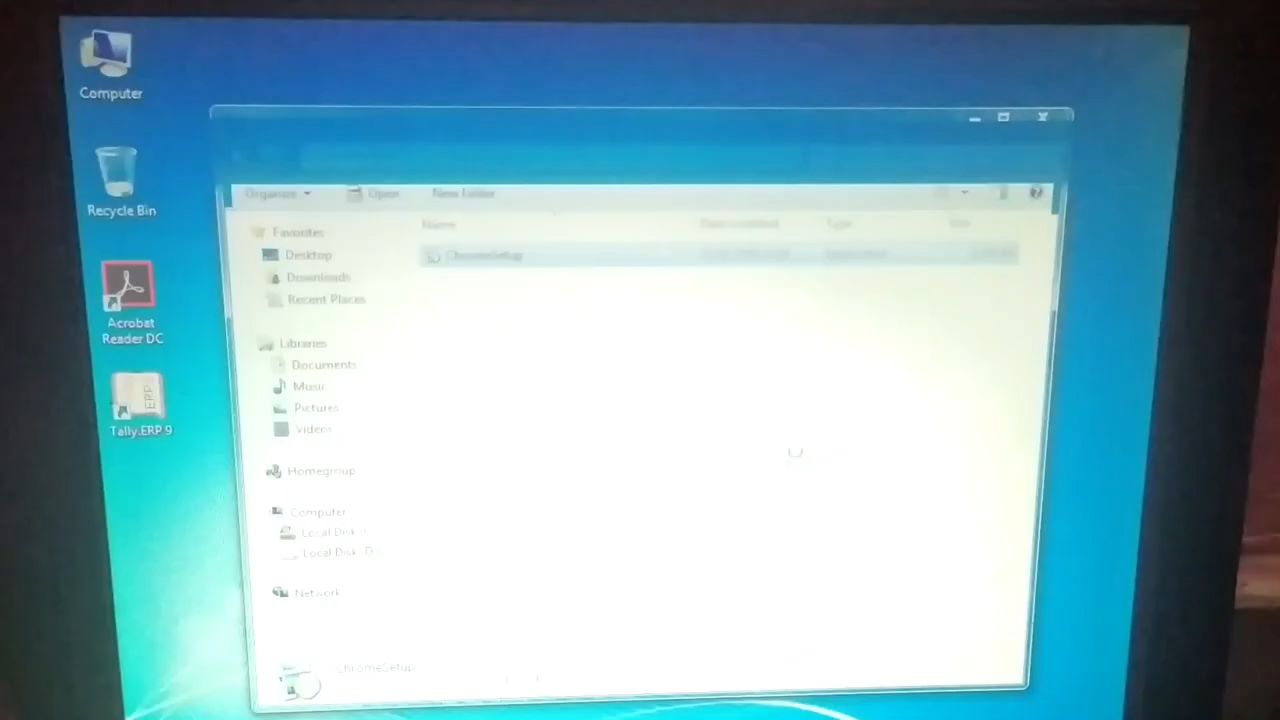 Computer
Recycle Bin
Acrobat
Reader DC
ERP
Tally.ERP 9
Organize
Open
New folder
Name
Date modified
Type
Size
Favorites
Desktop
Downloads
Recent Places
ChromeSetup
Libraries
Documents
Music
Pictures
Videos
Homegroup
Computer
Local Disk
Local Disk (D:)
Network
ChromeSetup